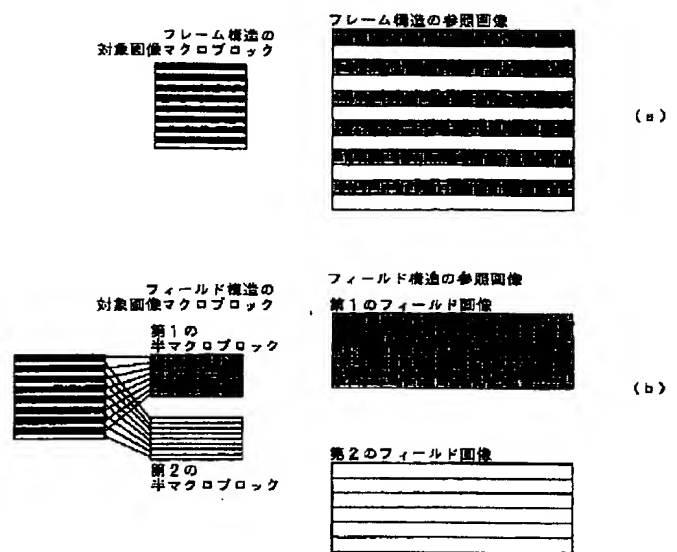 フレーム構造の
対象画像マクロブロック
フレーム構造の参照画像
(a)
フィールド構造の
対象画像マクロブロック
第1の
半マクロブロック
第2の
半マクロブロック
フィールド構造の参照画像
第1のフィールド画像
(b)
第2のフィールド画像